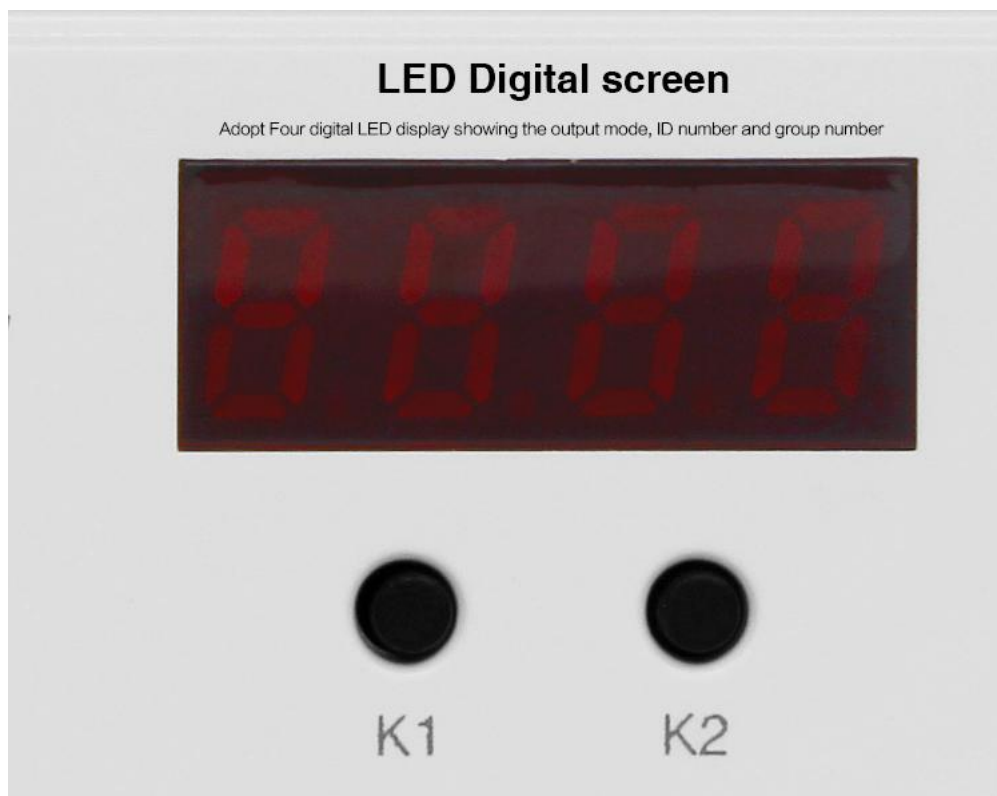 LED Digital screen
Adopt Four digital LED display showing the output mode, ID number and group number
K1 K2